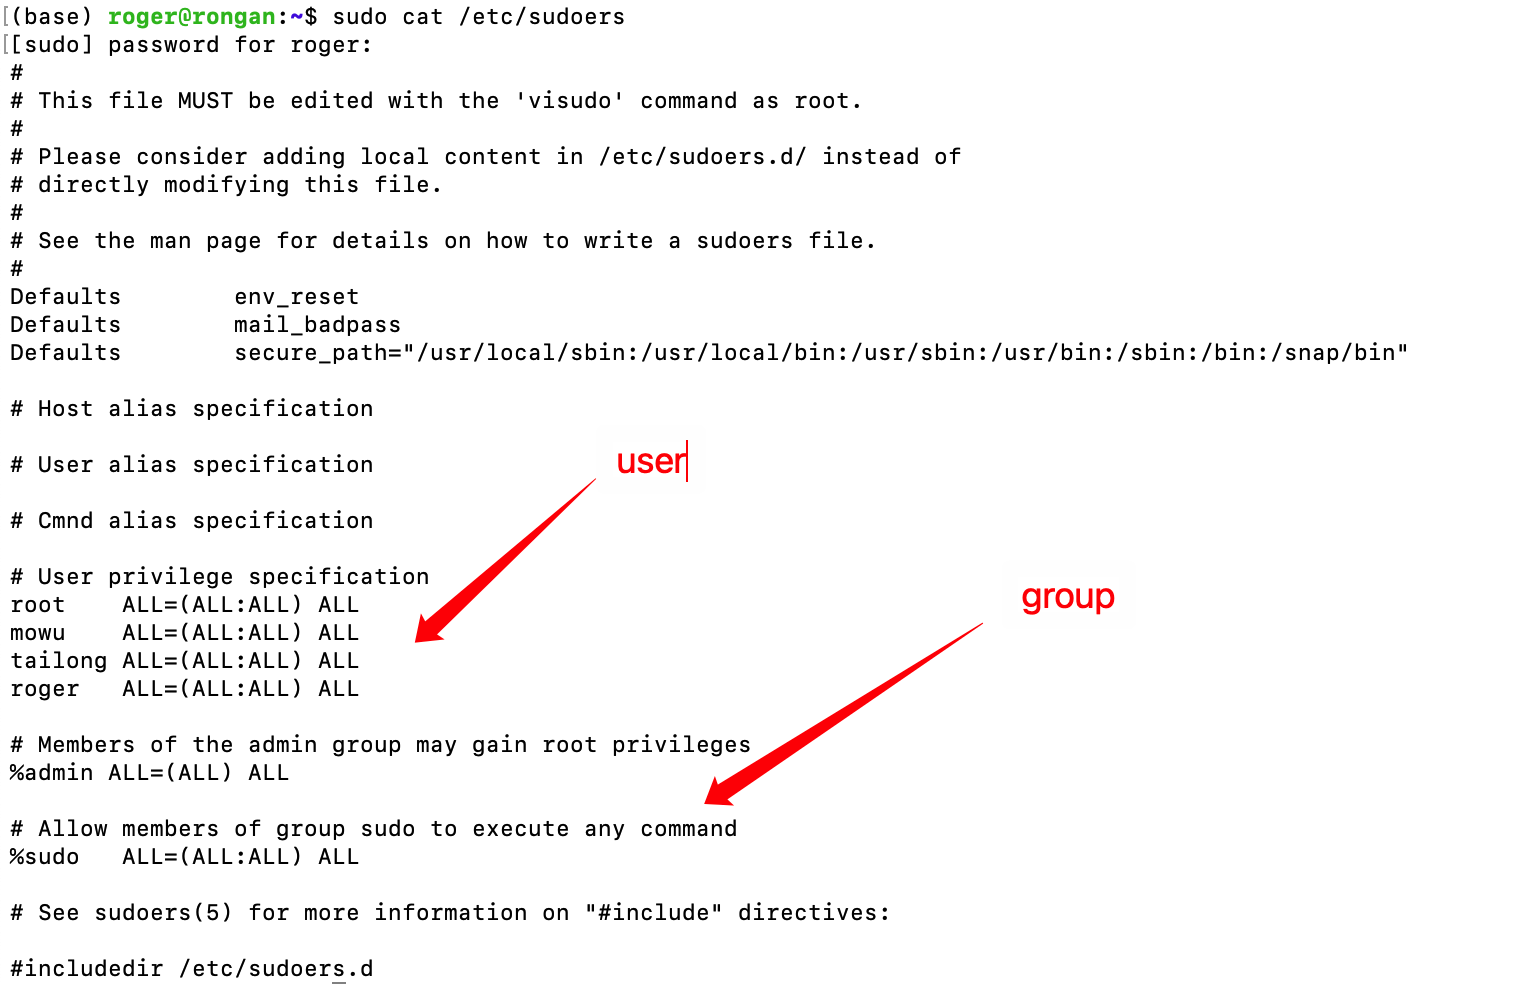 [(base) roger@rongan:~$ sudo cat /etc/sudoers
[[sudo] password for roger:
#
# This file MUST be edited with the 'visudo' command as root.
#
# Please consider adding local content in /etc/sudoers.d/ instead of
# directly modifying this file.
#
# See the man page for details on how to write a sudoers file.
#
Defaults        env_reset
Defaults        mail_badpass
Defaults        secure_path="/usr/local/sbin:/usr/local/bin:/usr/sbin:/usr/bin:/sbin:/bin:/snap/bin"
# Host alias specification
user
# User alias specification
# Cmnd alias specification
# User privilege specification
group
root    ALL=(ALL:ALL) ALL
mowu    ALL=(ALL:ALL) ALL
tailong ALL=(ALL:ALL) ALL
roger   ALL=(ALL:ALL) ALL
# Members of the admin group may gain root privileges
%admin ALL=(ALL) ALL
# Allow members of group sudo to execute any command
%sudo   ALL=(ALL:ALL) ALL
# See sudoers(5) for more information on "#include" directives:
#includedir /etc/sudoers.d